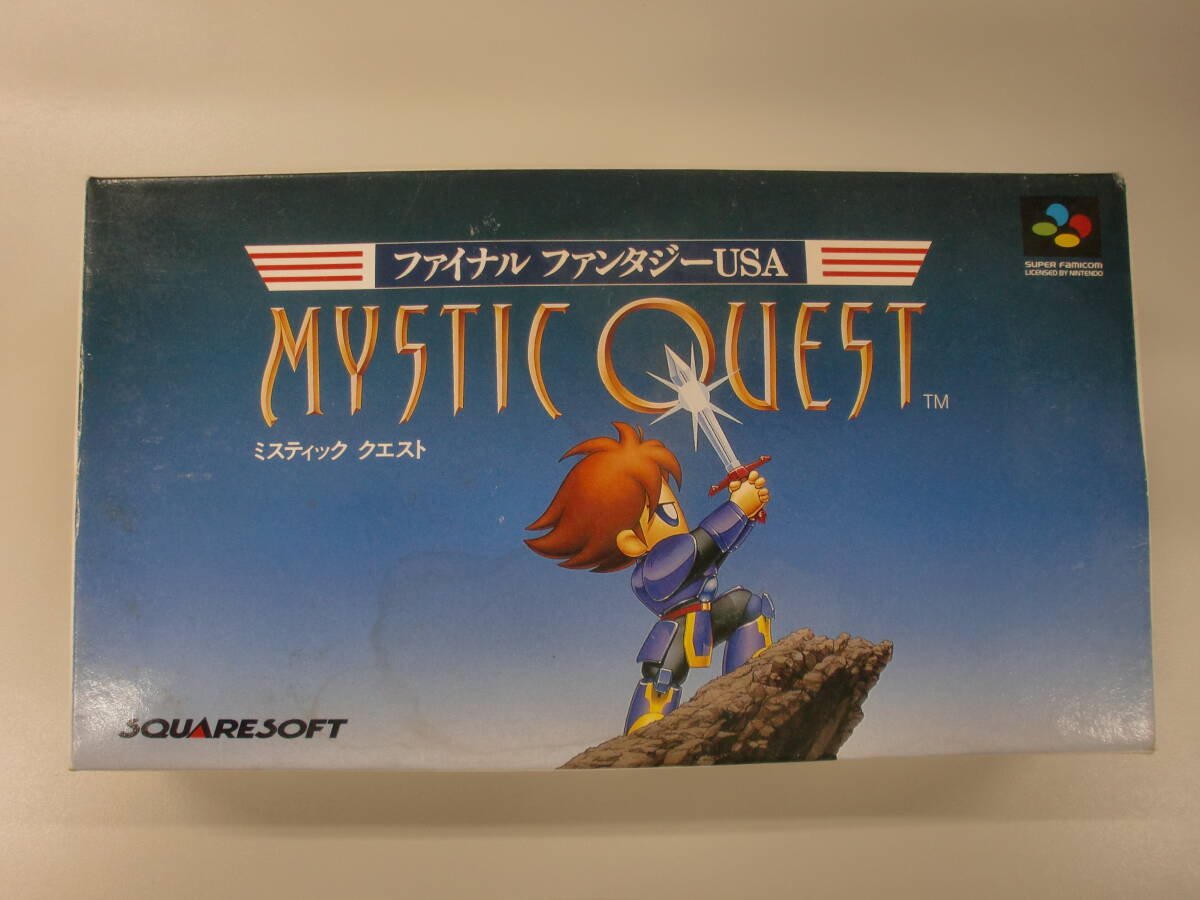 ファイナル ファンタジーUSA
SUPER FAMICOM
LICENSED BY NINTENDO
MYSTIC QUEST TM
ミスティック クエスト
SQUARESOFT